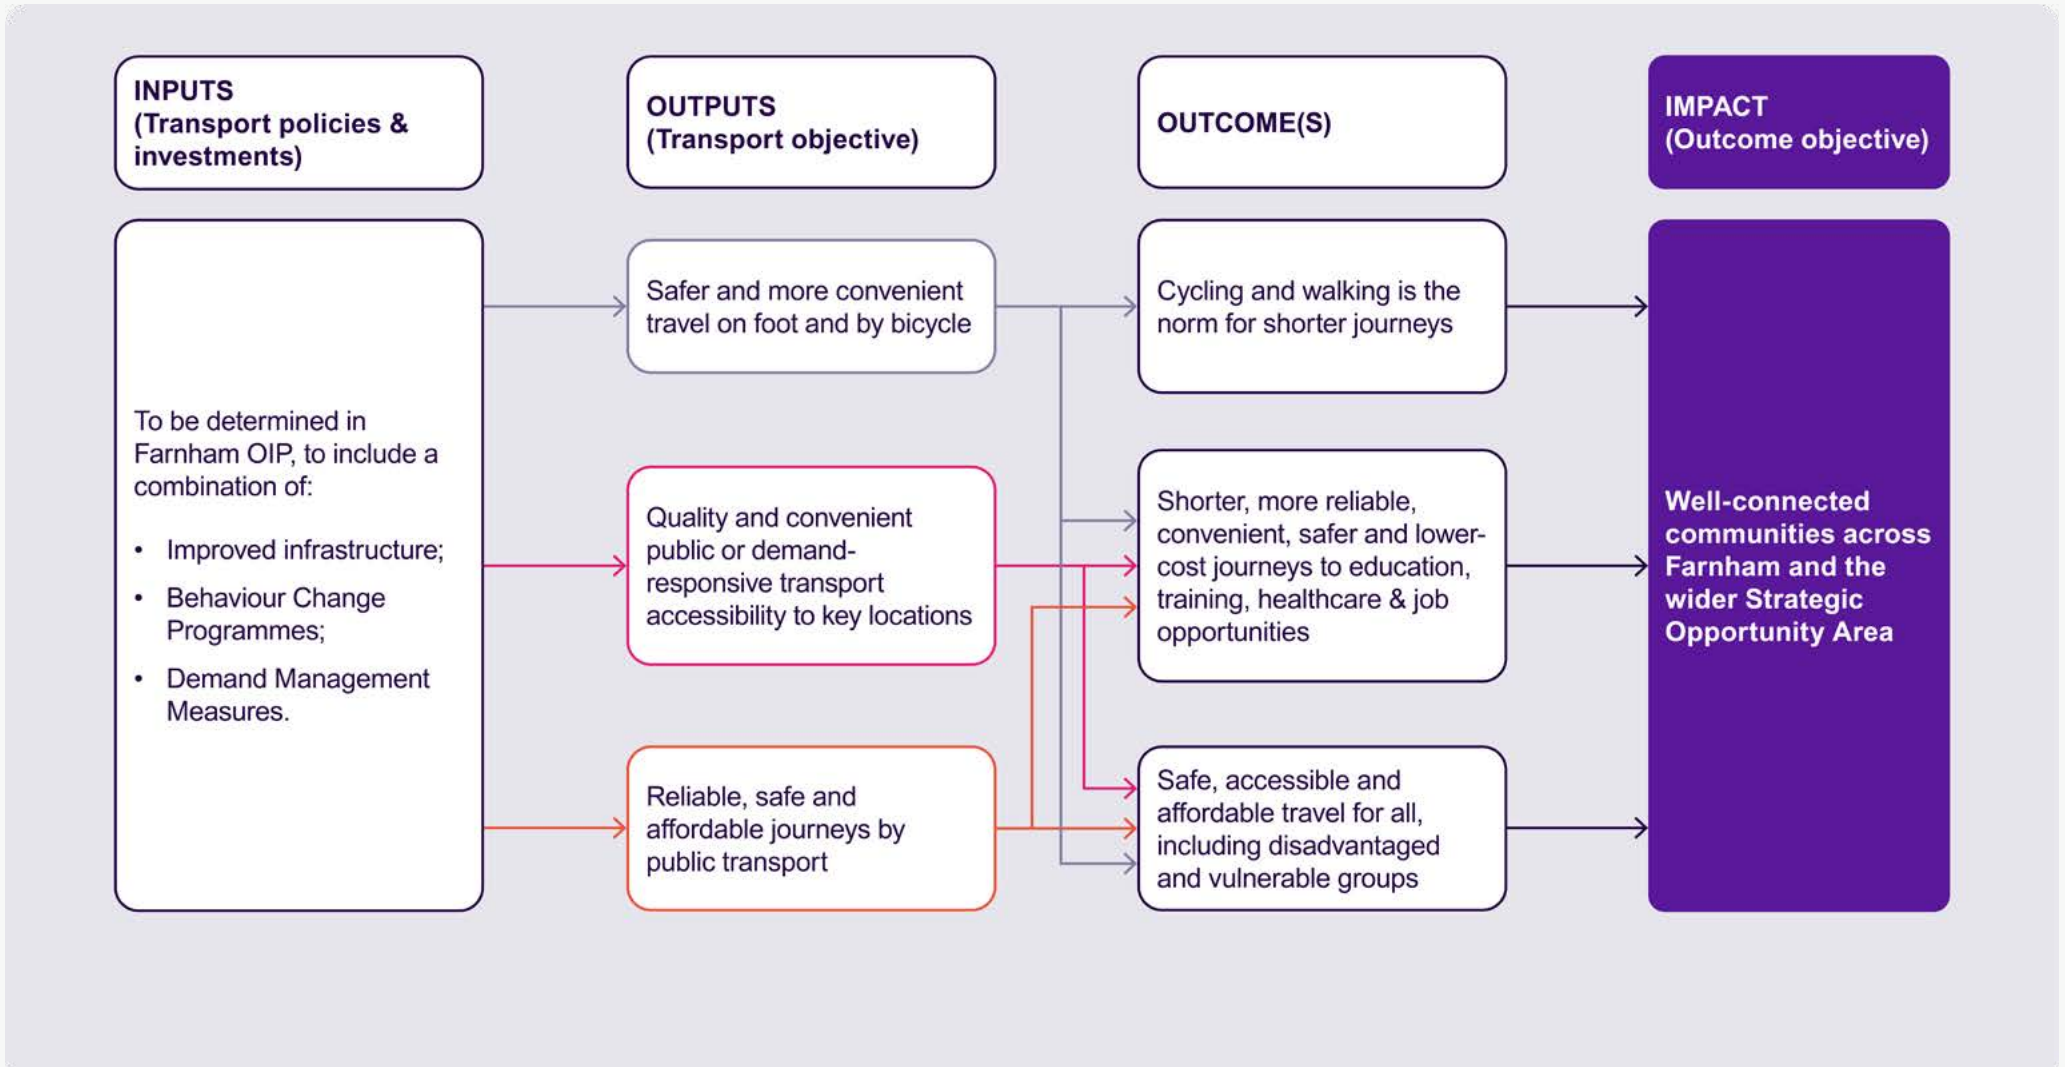 INPUTS
(Transport policies &
investments)
OUTPUTS
(Transport objective)
OUTCOME(S)
IMPACT
(Outcome objective)
To be determined in
Farnham OIP, to include a
combination of:
• Improved infrastructure;
• Behaviour Change
Programmes;
• Demand Management
Measures.
Safer and more convenient
travel on foot and by bicycle
Quality and convenient
public or demand-
responsive transport
accessibility to key locations
Reliable, safe and
affordable journeys by
public transport
Cycling and walking is the
norm for shorter journeys
Shorter, more reliable,
convenient, safer and lower-
cost journeys to education,
training, healthcare & job
opportunities
Safe, accessible and
affordable travel for all,
including disadvantaged
and vulnerable groups
Well-connected
communities across
Farnham and the
wider Strategic
Opportunity Area